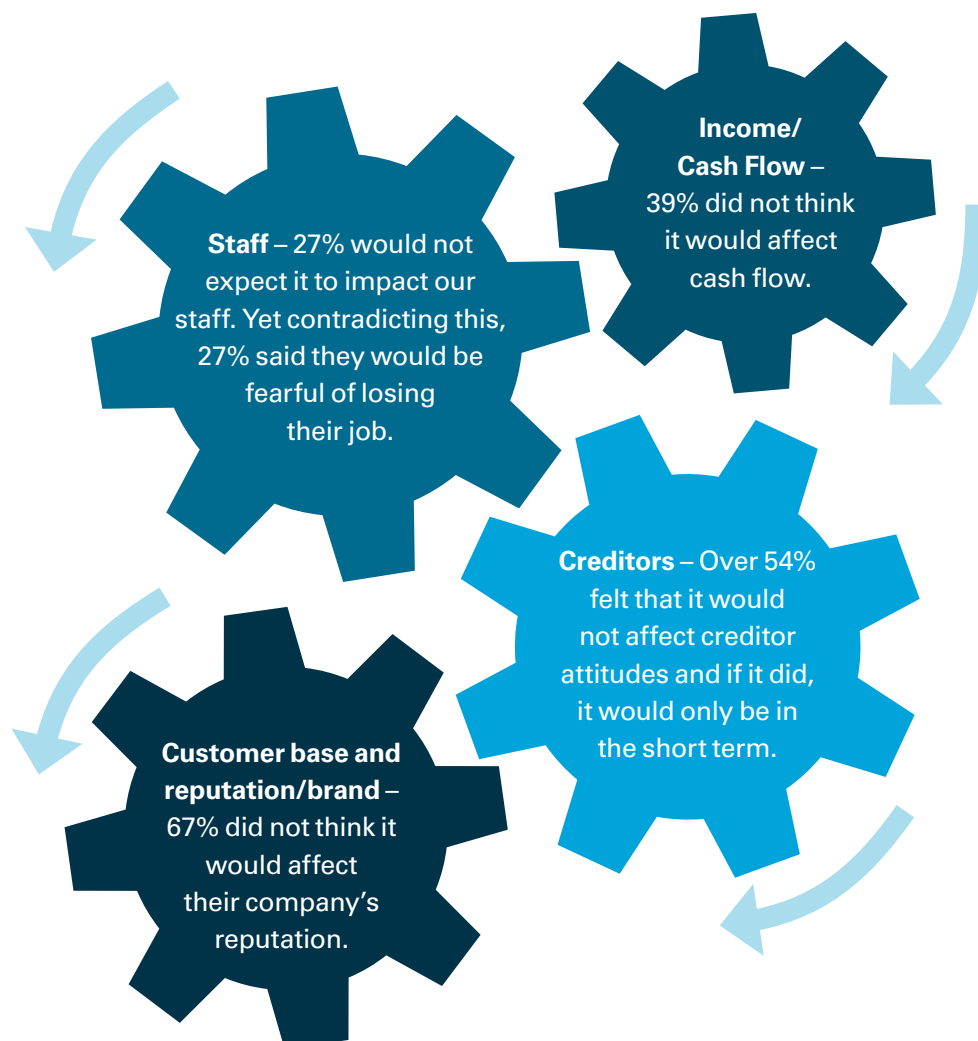 Income/
Cash Flow –
39% did not think
it would affect
cash flow.
Staff – 27% would not
expect it to impact our
staff. Yet contradicting this,
27% said they would be
fearful of losing
their job.
Creditors – Over 54%
felt that it would
not affect creditor
attitudes and if it did,
it would only be in
the short term.
Customer base and
reputation/brand –
67% did not think it
would affect
their company’s
reputation.